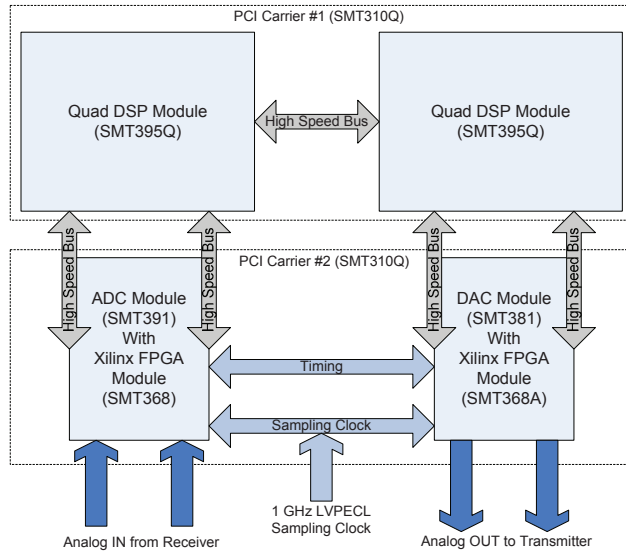 PCI Carrier #1 (SMT310Q)
Quad DSP Module
(SMT395Q)
High Speed Bus
Quad DSP Module
(SMT395Q)
High Speed Bus
High Speed Bus
High Speed Bus
High Speed Bus
PCI Carrier #2 (SMT310Q)
ADC Module
(SMT391)
With
Xilinx FPGA
Module
(SMT368)
DAC Module
(SMT381)
With
Xilinx FPGA
Module
(SMT368A)
Timing
Sampling Clock
1 GHz LVPECL
Sampling Clock
Analog IN from Receiver
Analog OUT to Transmitter